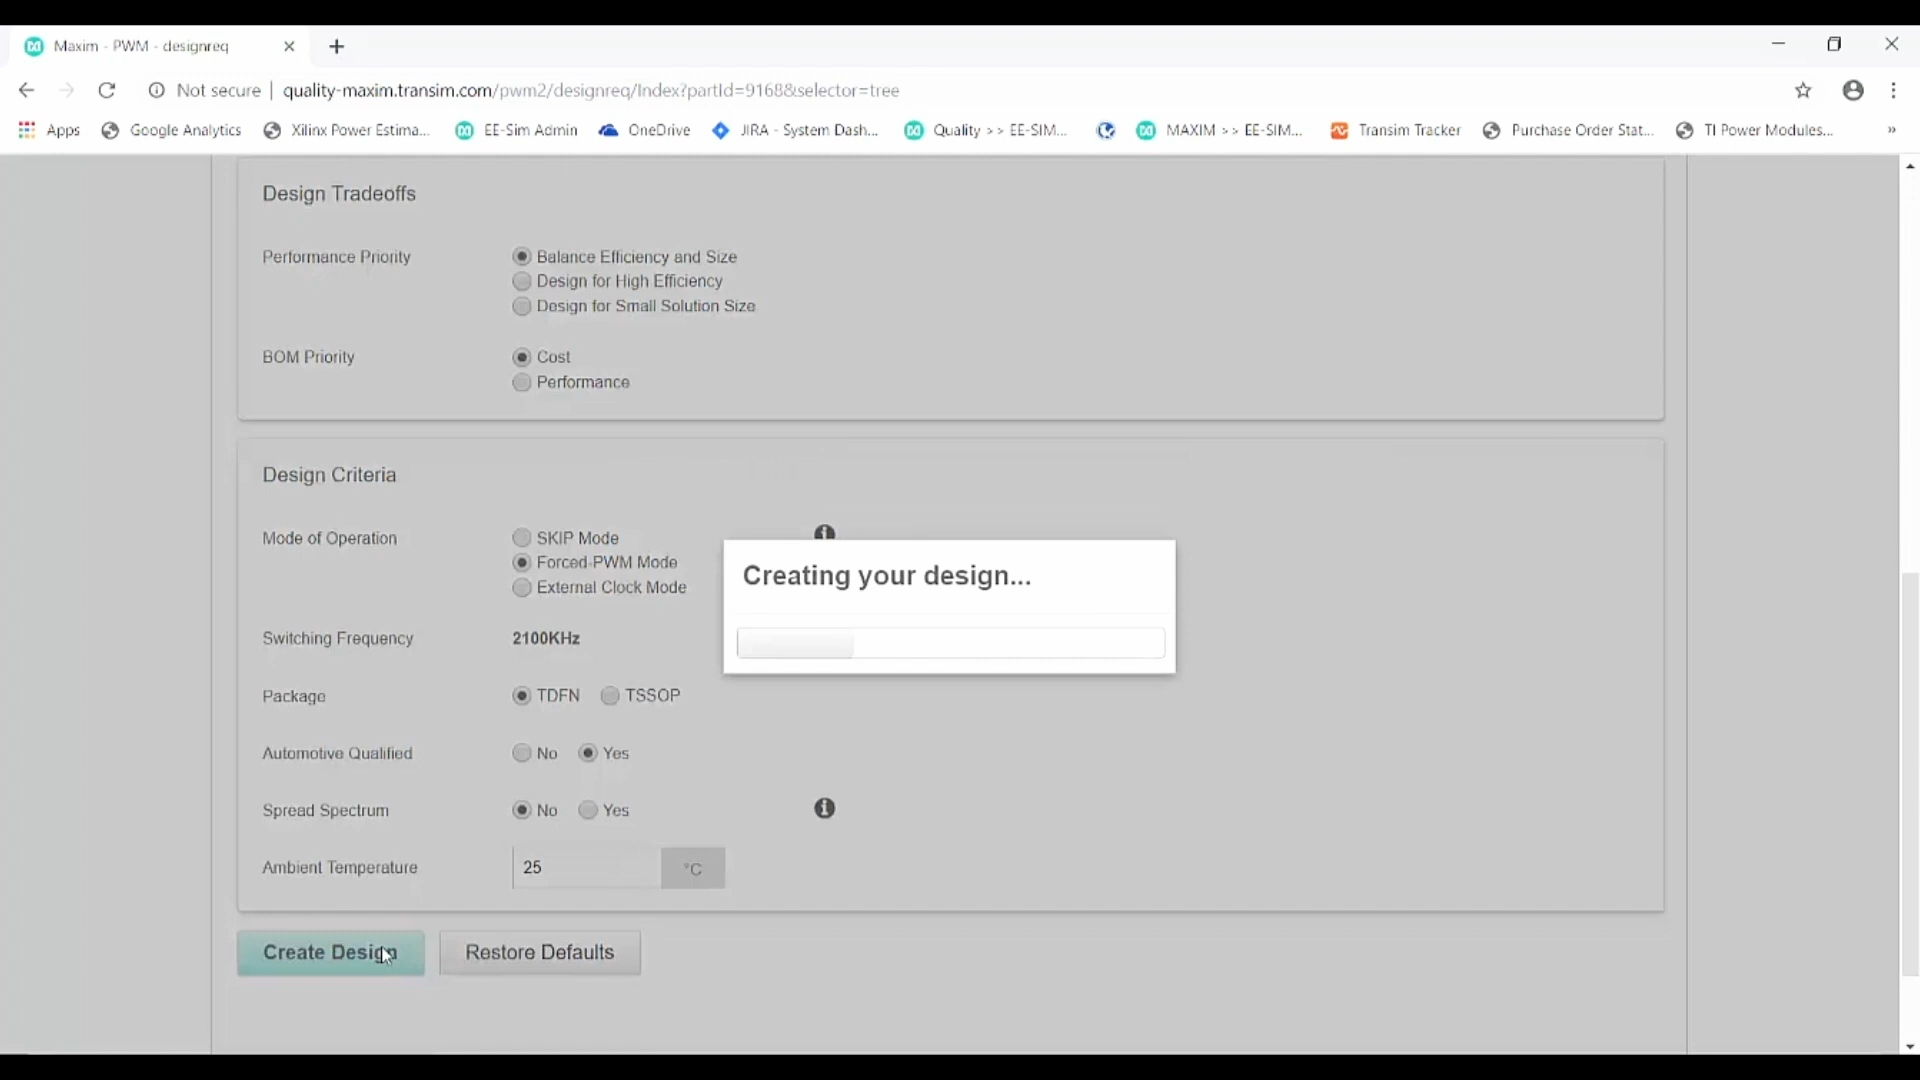 Maxim - PWM - designreq
Not secure | quality-maxim.transim.com/pwm2/designreq/Index?partId=9168&selector=tree
Apps Google Analytics Xilinx Power Estima... EE-Sim Admin OneDrive JIRA - System Dash... Quality >> EE-SIM... MAXIM >> EE-SIM... Transim Tracker Purchase Order Stat... TI Power Modules... »
Design Tradeoffs
Performance Priority Balance Efficiency and Size
Design for High Efficiency
Design for Small Solution Size
BOM Priority Cost
Performance
Design Criteria
Mode of Operation SKIP Mode
Forced-PWM Mode
External Clock Mode
Creating your design...
Switching Frequency 2100KHz
Package TDFN TSSOP
Automotive Qualified No Yes
Spread Spectrum No Yes
Ambient Temperature 25 °C
Create Design Restore Defaults